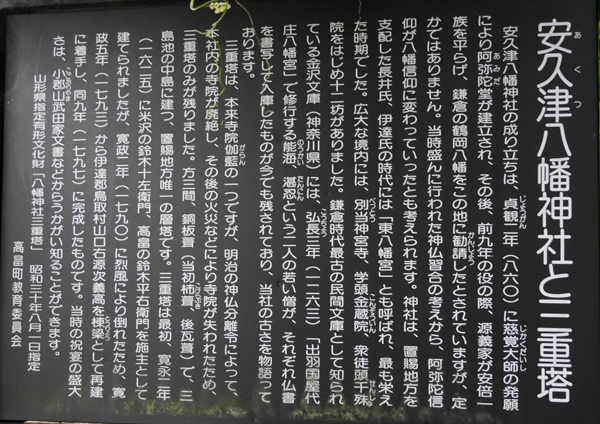 安久津八幡神社と三重塔
あくつ
安久津八幡神社の成り立ちは、貞観二年（八六〇）に慈覚大師の発願
により阿弥陀堂が建立され、その後、前九年の役の際、源義家が安倍一
族を平らげ、鎌倉の鶴岡八幡をこの地に勧請したとされていますが、定
かではありません。当時盛んに行われた神仏習合の考えから、阿弥陀信
仰が八幡信仰に変わっていったとも考えられます。神社は、置賜地方を
支配した長井氏、伊達氏の時代には「東八幡宮」とも呼ばれ、最も栄え
た時期でした。広大な境内には、別当神宮寺、学頭金蔵院、衆徒頭千殊
院をはじめ十二坊がありました。鎌倉時代最古の民間文庫として知られ
ている金沢文庫（神奈川県）には、弘長三年（一二六三）「出羽国屋代
庄八幡宮」で修行する能海、湛忍という二人の若い僧が、それぞれ仏書
を書写して入庫したものが今でも残されており、当社の古さを物語って
おります。
三重塔は、本来寺院伽藍の一つですが、明治の神仏分離令によって、
本社内の寺院が廃絶し、その後の火災などにより寺院が失われたため、
三重塔のみが残りました。方三間、銅板葺（当初柿葺、後瓦葺）で、三
島池の中島に建つ、置賜地方唯一の層塔です。三重塔は最初、寛永二年
（一六二五）に米沢の鈴木十左衛門、高畠の鈴木平右衛門を施主として
建てられましたが、寛政二年（一七九〇）に烈風により倒れたため、寛
政五年（一七九三）から伊達郡鳥取村山口右源次義高を棟梁として再建
に着手し、同九年（一七九七）に完成したものです。当時の祝宴の盛大
さは、小郡山武田家文書などからうかがい知ることができます。
山形県指定有形文化財「八幡神社三重塔」　昭和三十年八月一日指定
高畠町教育委員会